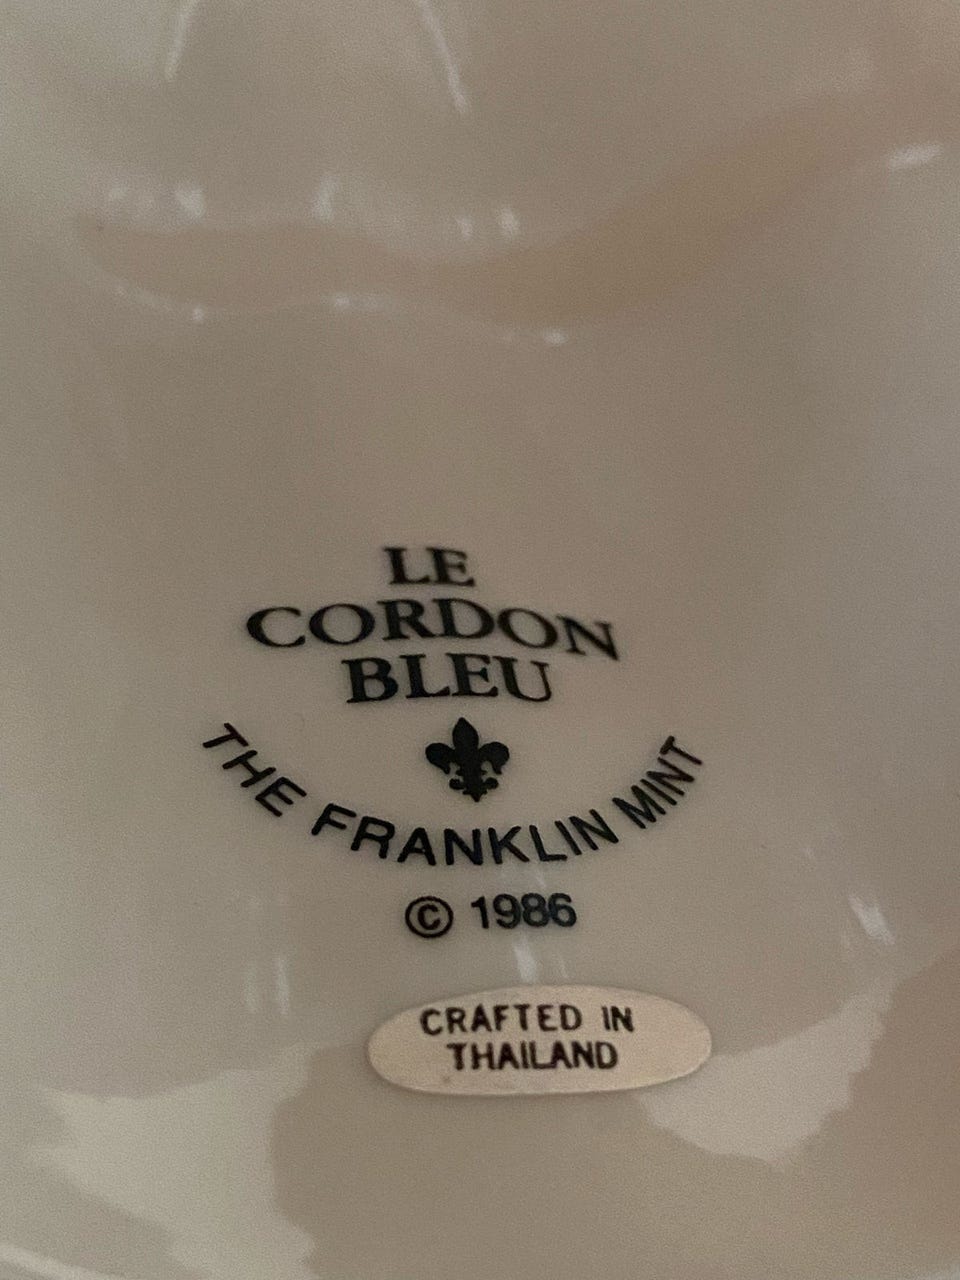 LE
CORDON
BLEU
THE FRANKLIN MINT
© 1986
CRAFTED IN
THAILAND